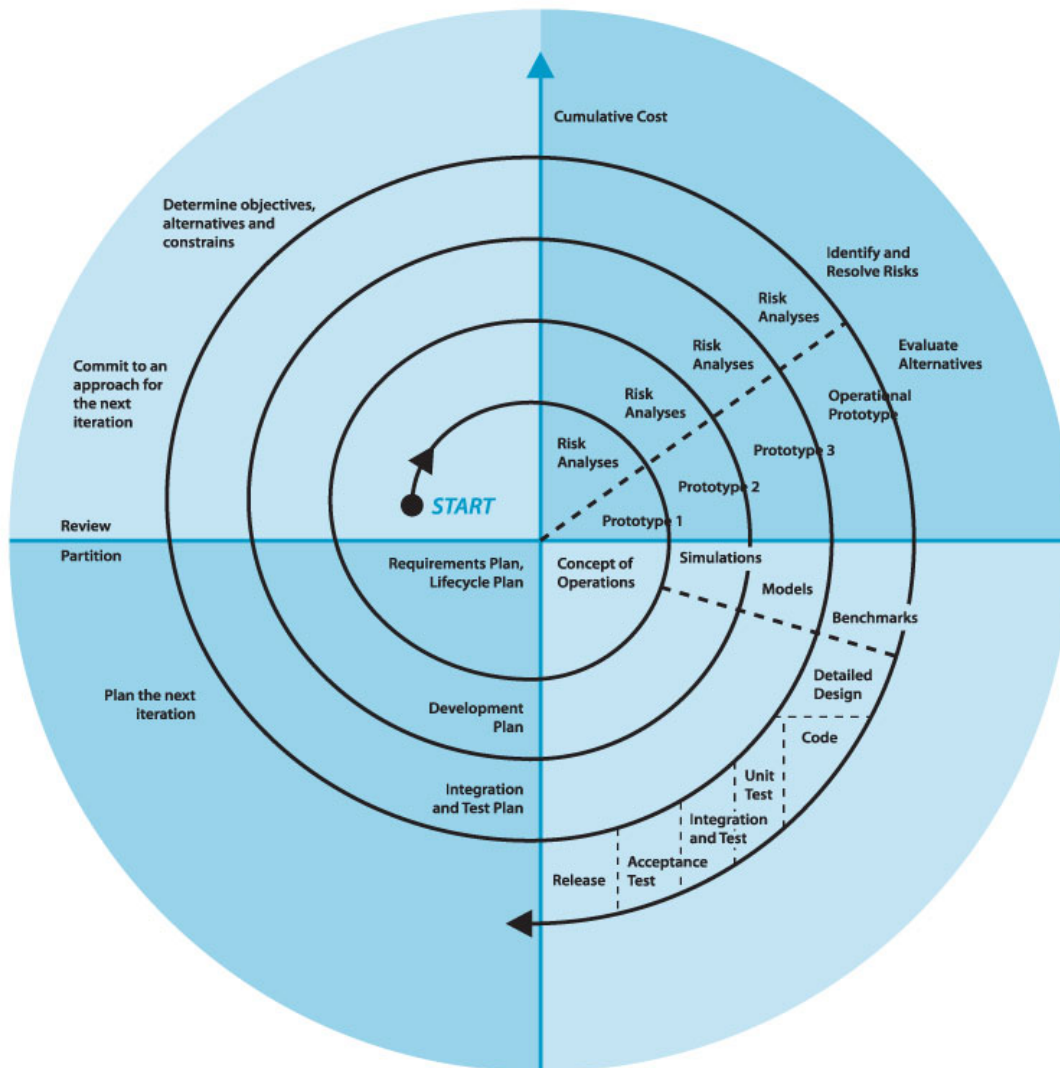 Cumulative Cost
Determine objectives,
alternatives and
constrains
Identify and
Resolve Risks
Risk
Analyses
Evaluate
Alternatives
Risk
Analyses
Commit to an
approach for
the next
iteration
Operational
Prototype
Risk
Analyses
Prototype 3
Risk
Analyses
Prototype 2
START
Prototype 1
Review
Partition
Requirements Plan,
Lifecycle Plan
Concept of
Operations
Simulations
Models
Benchmarks
Plan the next
iteration
Detailed
Design
Development
Plan
Code
Integration
and Test Plan
Unit
Test
Integration
and Test
Acceptance
Test
Release